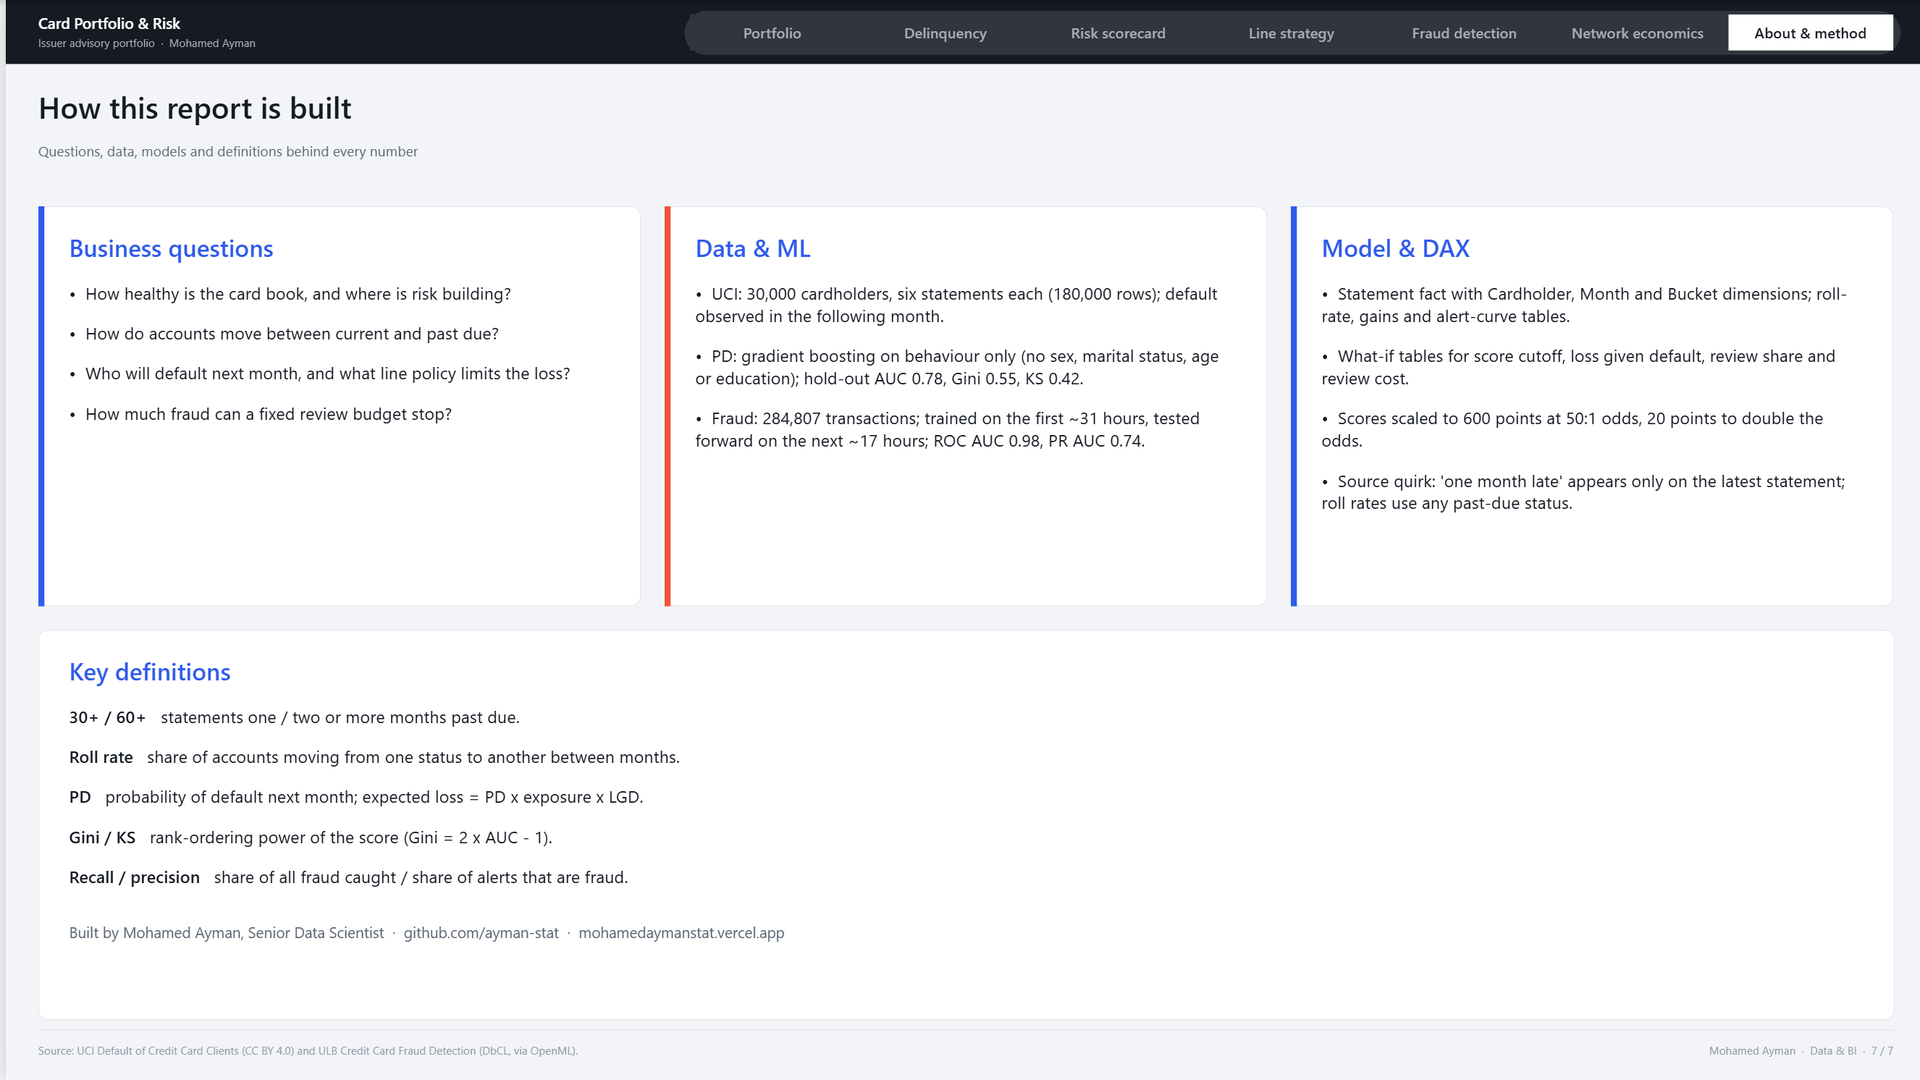 Card Portfolio & Risk
Issuer advisory portfolio · Mohamed Ayman
Portfolio
Delinquency
Risk scorecard
Line strategy
Fraud detection
Network economics
About & method
How this report is built
Questions, data, models and definitions behind every number
Business questions
• How healthy is the card book, and where is risk building?
• How do accounts move between current and past due?
• Who will default next month, and what line policy limits the loss?
• How much fraud can a fixed review budget stop?
Data & ML
• UCI: 30,000 cardholders, six statements each (180,000 rows); default
observed in the following month.
• PD: gradient boosting on behaviour only (no sex, marital status, age
or education); hold-out AUC 0.78, Gini 0.55, KS 0.42.
• Fraud: 284,807 transactions; trained on the first ~31 hours, tested
forward on the next ~17 hours; ROC AUC 0.98, PR AUC 0.74.
Model & DAX
• Statement fact with Cardholder, Month and Bucket dimensions; roll-
rate, gains and alert-curve tables.
• What-if tables for score cutoff, loss given default, review share and
review cost.
• Scores scaled to 600 points at 50:1 odds, 20 points to double the
odds.
• Source quirk: 'one month late' appears only on the latest statement;
roll rates use any past-due status.
Key definitions
30+ / 60+ statements one / two or more months past due.
Roll rate share of accounts moving from one status to another between months.
PD probability of default next month; expected loss = PD x exposure x LGD.
Gini / KS rank-ordering power of the score (Gini = 2 x AUC - 1).
Recall / precision share of all fraud caught / share of alerts that are fraud.
Built by Mohamed Ayman, Senior Data Scientist · github.com/ayman-stat · mohamedaymanstat.vercel.app
Source: UCI Default of Credit Card Clients (CC BY 4.0) and ULB Credit Card Fraud Detection (DbCL, via OpenML).
Mohamed Ayman · Data & BI · 7 / 7